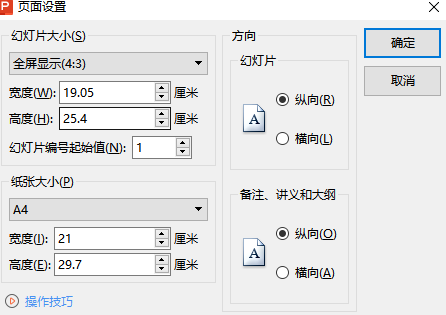 页面设置
幻灯片大小(S)
全屏显示(4:3)
宽度(W): 19.05 厘米
高度(H): 25.4 厘米
幻灯片编号起始值(N): 1
纸张大小(P)
A4
宽度(I): 21 厘米
高度(E): 29.7 厘米
操作技巧
方向
幻灯片
A
纵向(R)
横向(L)
备注、讲义和大纲
A
纵向(O)
横向(A)
确定
取消